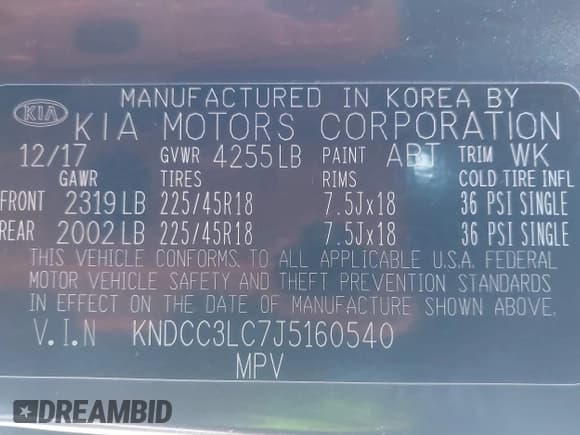 MANUFACTURED IN KOREA BY
KIA KIA MOTORS CORPORATION
12/17 GVWR 4255LB PAINT ABT TRIM WK
GAWR TIRES RIMS COLD TIRE INFL
FRONT 2319LB 225/45R18 7.5Jx18 36 PSI SINGLE
REAR 2002LB 225/45R18 7.5Jx18 36 PSI SINGLE
THIS VEHICLE CONFORMS TO ALL APPLICABLE U.S.A. FEDERAL
MOTOR VEHICLE SAFETY AND THEFT PREVENTION STANDARDS
IN EFFECT ON THE DATE OF MANUFACTURE SHOWN ABOVE.
V.I.N KNDCC3LC7J5160540
MPV
DREAMBID